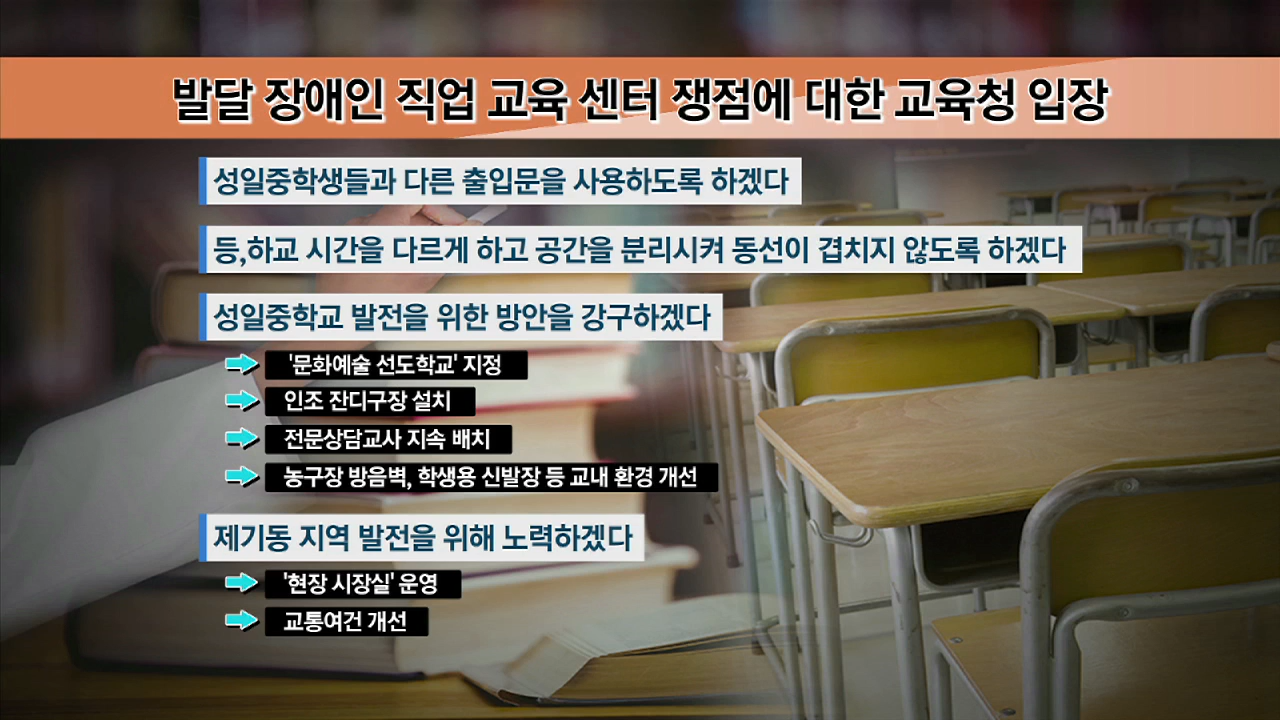 발달 장애인 직업 교육 센터 쟁점에 대한 교육청 입장
성일중학생들과 다른 출입문을 사용하도록 하겠다
등,하교 시간을 다르게 하고 공간을 분리시켜 동선이 겹치지 않도록 하겠다
성일중학교 발전을 위한 방안을 강구하겠다
'문화예술 선도학교' 지정
인조 잔디구장 설치
전문상담교사 지속 배치
농구장 방음벽, 학생용 신발장 등 교내 환경 개선
제기동 지역 발전을 위해 노력하겠다
'현장 시장실' 운영
교통여건 개선